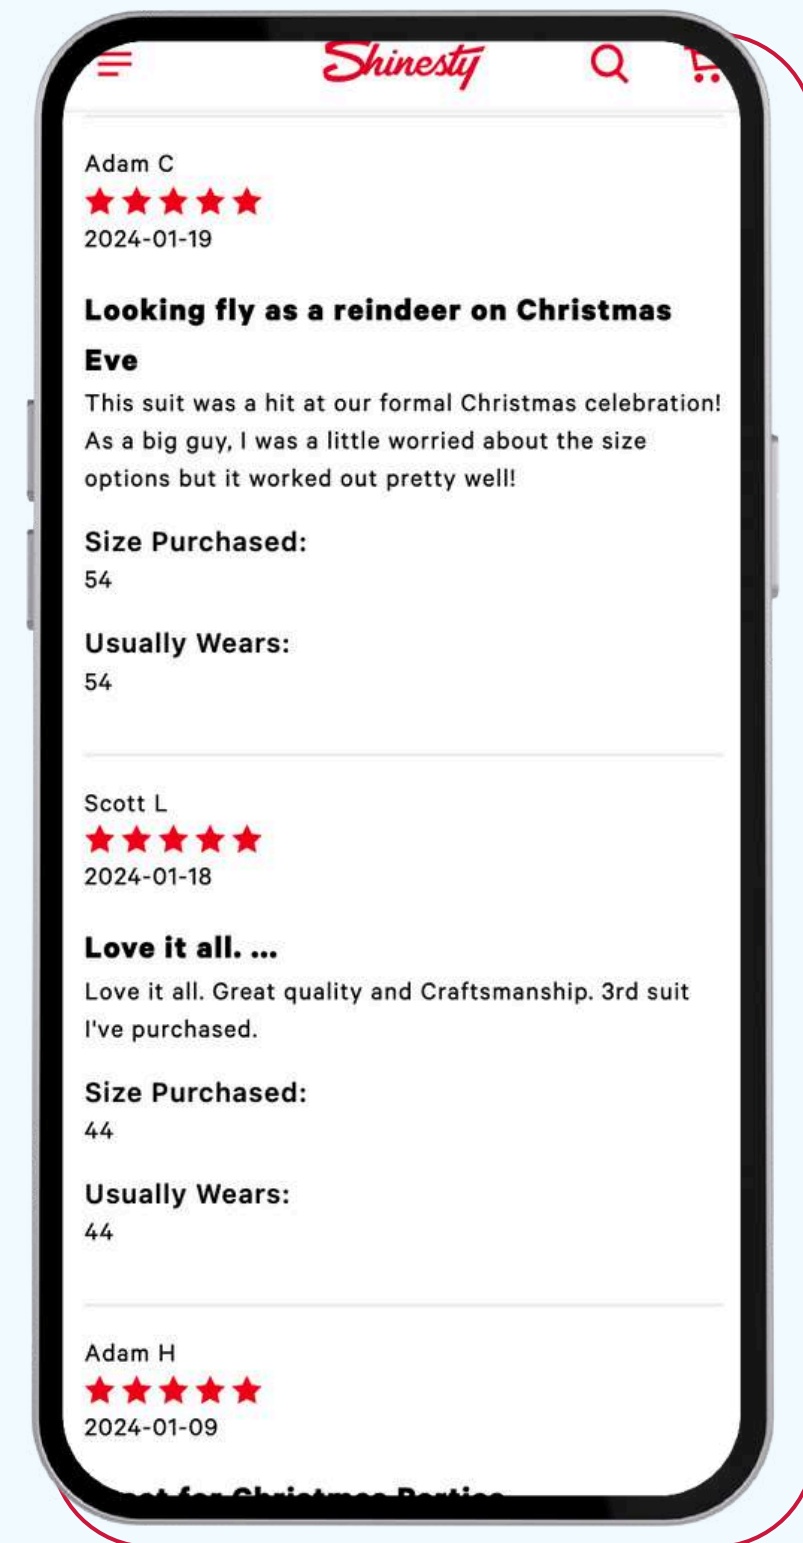 Shinesty
Adam C
2024-01-19
Looking fly as a reindeer on Christmas
Eve
This suit was a hit at our formal Christmas celebration!
As a big guy, I was a little worried about the size
options but it worked out pretty well!
Size Purchased:
54
Usually Wears:
54
Scott L
2024-01-18
Love it all. ...
Love it all. Great quality and Craftsmanship. 3rd suit
I've purchased.
Size Purchased:
44
Usually Wears:
44
Adam H
2024-01-09
for Christmas Parties